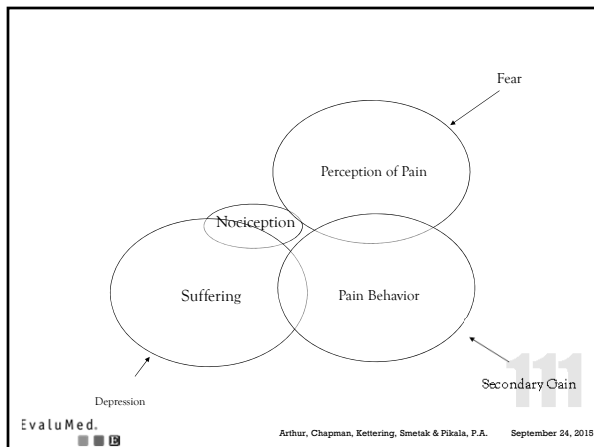 Fear
Perception of Pain
Nociception
Suffering
Pain Behavior
Secondary Gain
111
Depression
EvaluMed®
E
Arthur, Chapman, Kettering, Smetak & Pikala, P.A. September 24, 2015